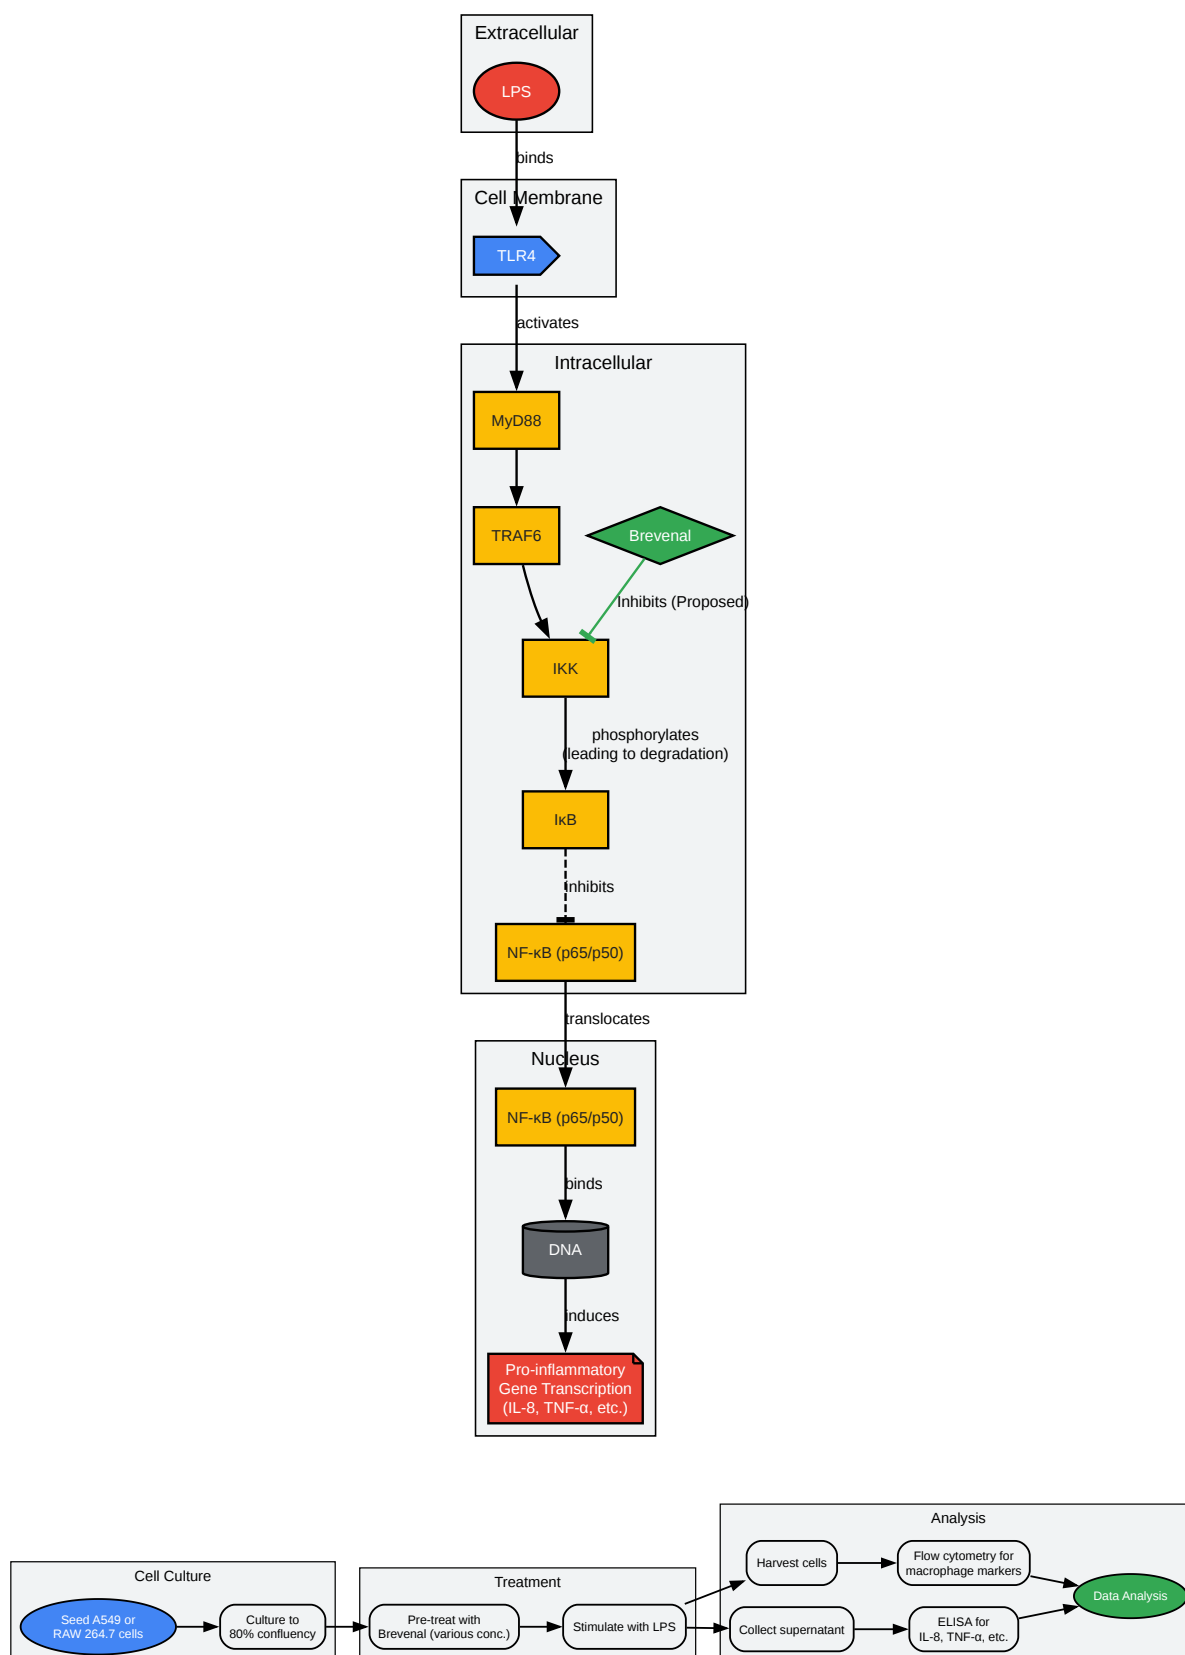 Extracellular
LPS
binds
Cell Membrane
TLR4
activates
Intracellular
MyD88
TRAF6
Brevenal
Inhibits (Proposed)
IKK
phosphorylates
(leading to degradation)
IκB
inhibits
NF-κB (p65/p50)
translocates
Nucleus
NF-κB (p65/p50)
binds
DNA
induces
Pro-inflammatory
Gene Transcription
(IL-8, TNF-α, etc.)
Cell Culture
Seed A549 or
RAW 264.7 cells
Culture to
80% confluency
Treatment
Pre-treat with
Brevenal (various conc.)
Stimulate with LPS
Analysis
Harvest cells
Flow cytometry for
macrophage markers
Collect supernatant
ELISA for
IL-8, TNF-α, etc.
Data Analysis